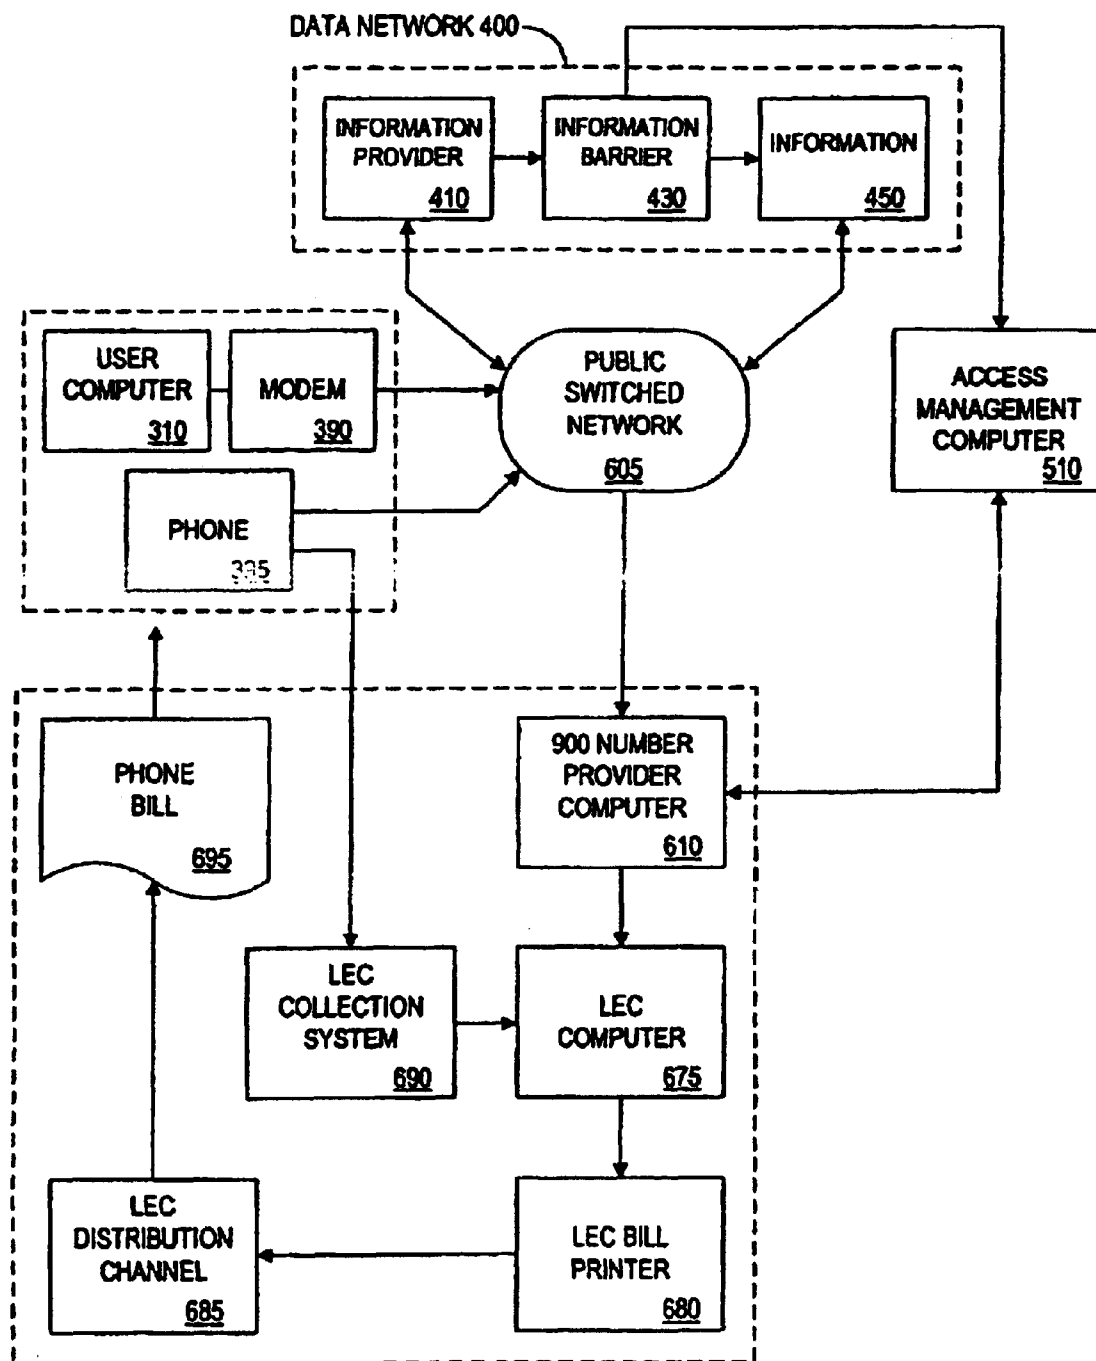 DATA NETWORK 400
INFORMATION
PROVIDER
410
INFORMATION
BARRIER
430
INFORMATION
450
USER
COMPUTER
310
MODEM
390
PUBLIC
SWITCHED
NETWORK
605
ACCESS
MANAGEMENT
COMPUTER
510
PHONE
395
PHONE
BILL
695
900 NUMBER
PROVIDER
COMPUTER
610
LEC
COLLECTION
SYSTEM
690
LEC
COMPUTER
675
LEC
DISTRIBUTION
CHANNEL
685
LEC BILL
PRINTER
680